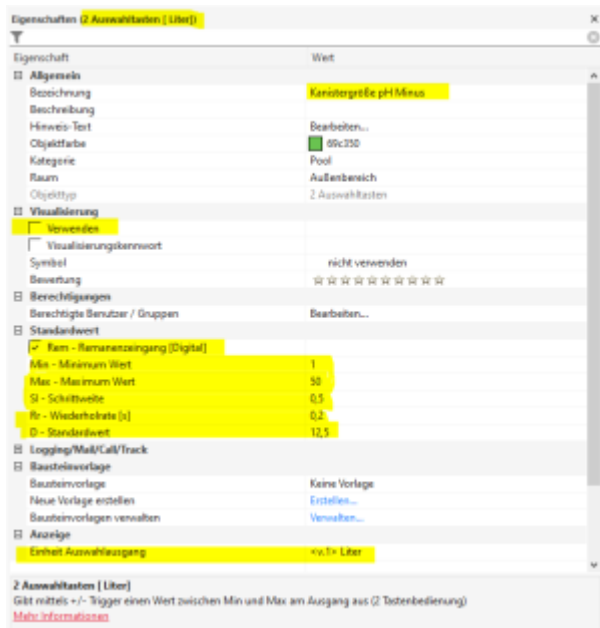 Eigenschaften (2 Auswahltasten [ Liter])
Eigenschaft Wert
Allgemein
Bezeichnung Kanistergröße pH Minus
Beschreibung
Hinweis-Text Bearbeiten...
Objektfarbe 69c350
Kategorie Pool
Raum Außenbereich
Objekttyp 2 Auswahltasten
Visualisierung
Verwenden
Visualisierungskennwort
Symbol nicht verwenden
Bewertung
Berechtigungen
Berechtigte Benutzer / Gruppen Bearbeiten...
Standardwert
Rem - Remanenzeingang [Digital]
Min - Minimum Wert 1
Max - Maximum Wert 50
Sl - Schrittweite 0,5
Rr - Wiederholrate [s] 0,2
D - Standardwert 12,5
Logging/Mail/Call/Track
Bausteinvorlage
Bausteinvorlage Keine Vorlage
Neue Vorlage erstellen Erstellen...
Bausteinvorlagen verwalten Verwalten...
Anzeige
Einheit Auswahlausgang <v.1> Liter
2 Auswahltasten [ Liter]
Gibt mittels +/- Trigger einen Wert zwischen Min und Max am Ausgang aus (2 Tastenbedienung)
Mehr Informationen